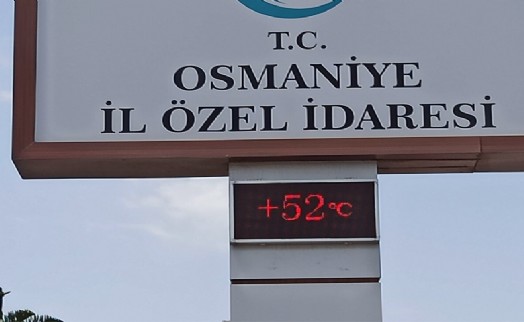 T.C.
OSMANİYE
İL ÖZEL İDARESİ
+52°C